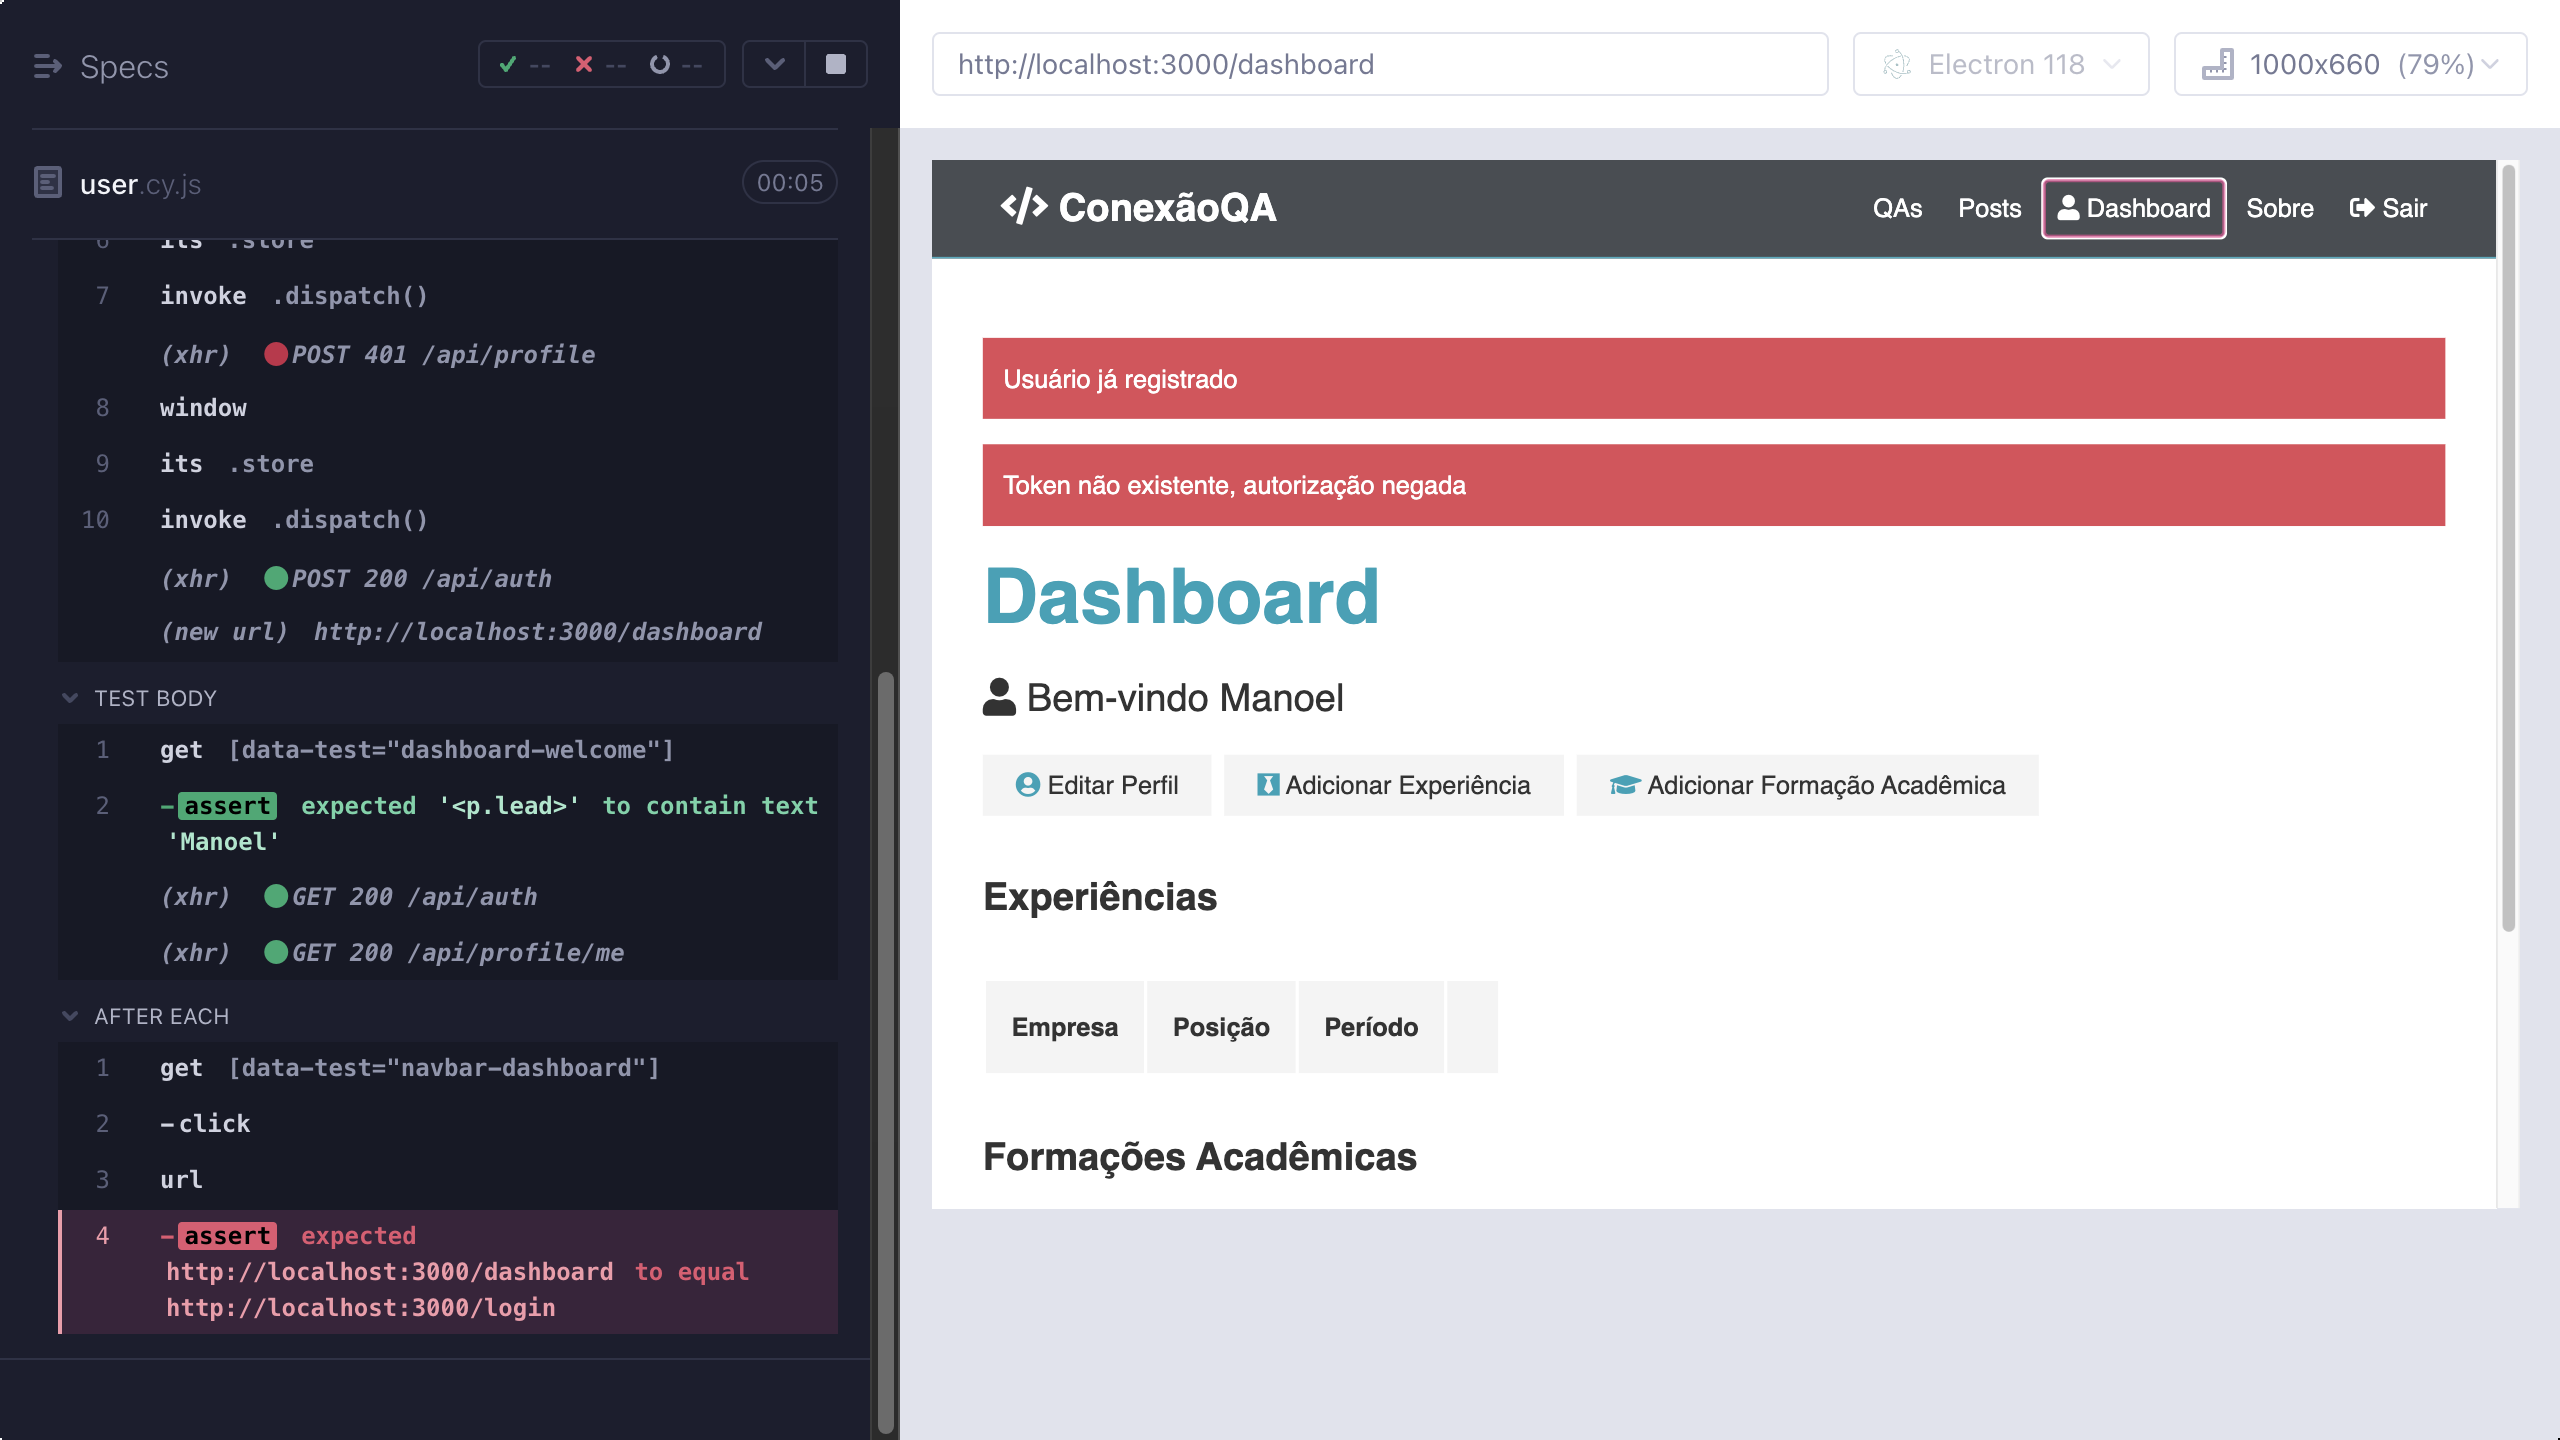 Specs
-- -- --
user.cy.js
00:05
6 its .store
7 invoke .dispatch()
(xhr) POST 401 /api/profile
8 window
9 its .store
10 invoke .dispatch()
(xhr) POST 200 /api/auth
(new url) http://localhost:3000/dashboard
TEST BODY
1 get [data-test="dashboard-welcome"]
2 -assert expected '<p.lead>' to contain text
'Manoel'
(xhr) GET 200 /api/auth
(xhr) GET 200 /api/profile/me
AFTER EACH
1 get [data-test="navbar-dashboard"]
2 -click
3 url
4 -assert expected
http://localhost:3000/dashboard to equal
http://localhost:3000/login
http://localhost:3000/dashboard
Electron 118
1000x660 (79%)
</> ConexãoQA
QAs Posts Dashboard Sobre Sair
Usuário já registrado
Token não existente, autorização negada
Dashboard
Bem-vindo Manoel
Editar Perfil Adicionar Experiência Adicionar Formação Acadêmica
Experiências
Empresa Posição Período
Formações Acadêmicas